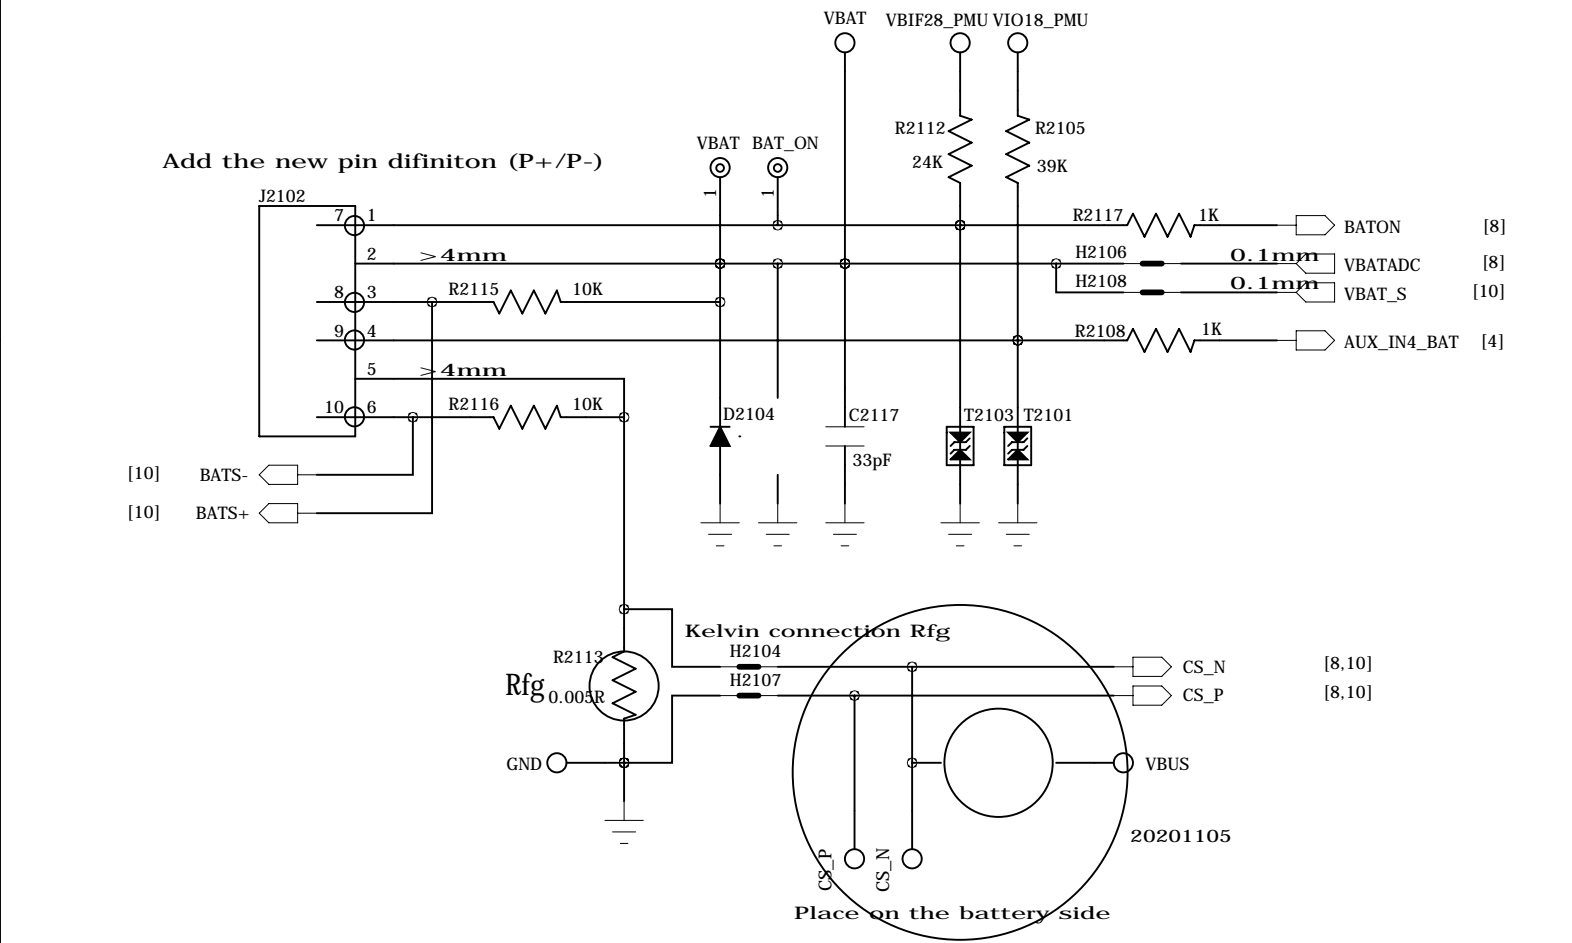 VBAT VBIF28_PMU VIO18_PMU
R2112 R2105
24K 39K
VBAT BAT_ON
1 1
Add the new pin difiniton (P+/P-)
J2102
7 1 R2117 1K BATON [8]
2 >4mm H2106 0.1mm VBATADC [8]
H2108 0.1mm VBAT_S [10]
8 3 R2115 10K
9 4 R2108 1K AUX_IN4_BAT [4]
5 >4mm
10 6 R2116 10K
D2104 C2117 T2103 T2101
33pF
[10] BATS-
[10] BATS+
Kelvin connection Rfg
R2113 H2104 CS_N [8,10]
Rfg 0.005R H2107 CS_P [8,10]
GND VBUS
20201105
CS_P CS_N
Place on the battery side